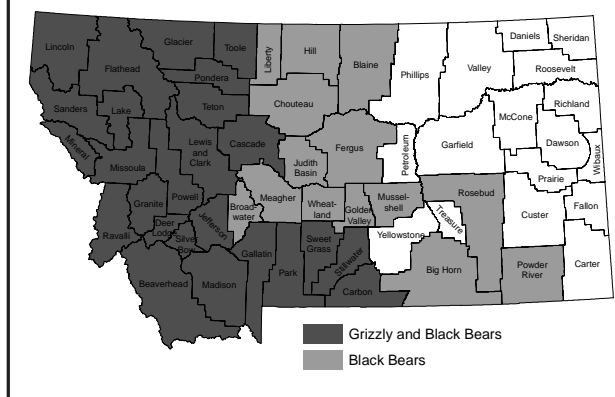 Lincoln
Glacier
Toole
Liberty
Hill
Blaine
Daniels
Sheridan
Flathead
Pondera
Phillips
Valley
Roosevelt
Chouteau
Sanders
Lake
Teton
Richland
McCone
Mineral
Missoula
Lewis
and
Clark
Cascade
Judith
Basin
Fergus
Petroleum
Garfield
Dawson
Wibaux
Prairie
Granite
Powell
Jefferson
Broad-
water
Meagher
Wheat-
land
Golden
Valley
Mussel-
shell
Rosebud
Treasure
Custer
Fallon
Ravalli
Deer
Lodge
Silver
Bow
Gallatin
Park
Sweet
Grass
Stillwater
Yellowstone
Big Horn
Powder
River
Carter
Beaverhead
Madison
Carbon
Grizzly and Black Bears
Black Bears